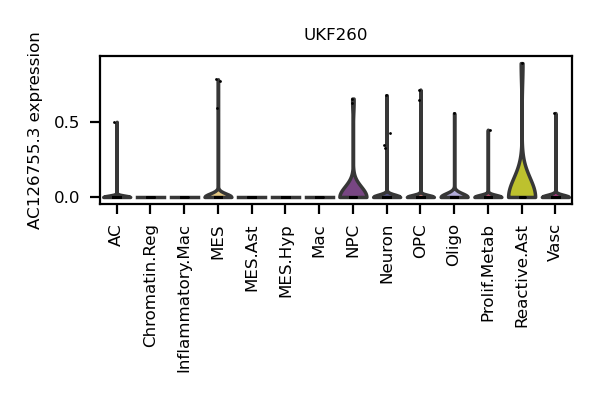 UKF260
AC126755.3 expression
0.5
0.0
AC
Chromatin.Reg
Inflammatory.Mac
MES
MES.Ast
MES.Hyp
Mac
NPC
Neuron
OPC
Oligo
Prolif.Metab
Reactive.Ast
Vasc